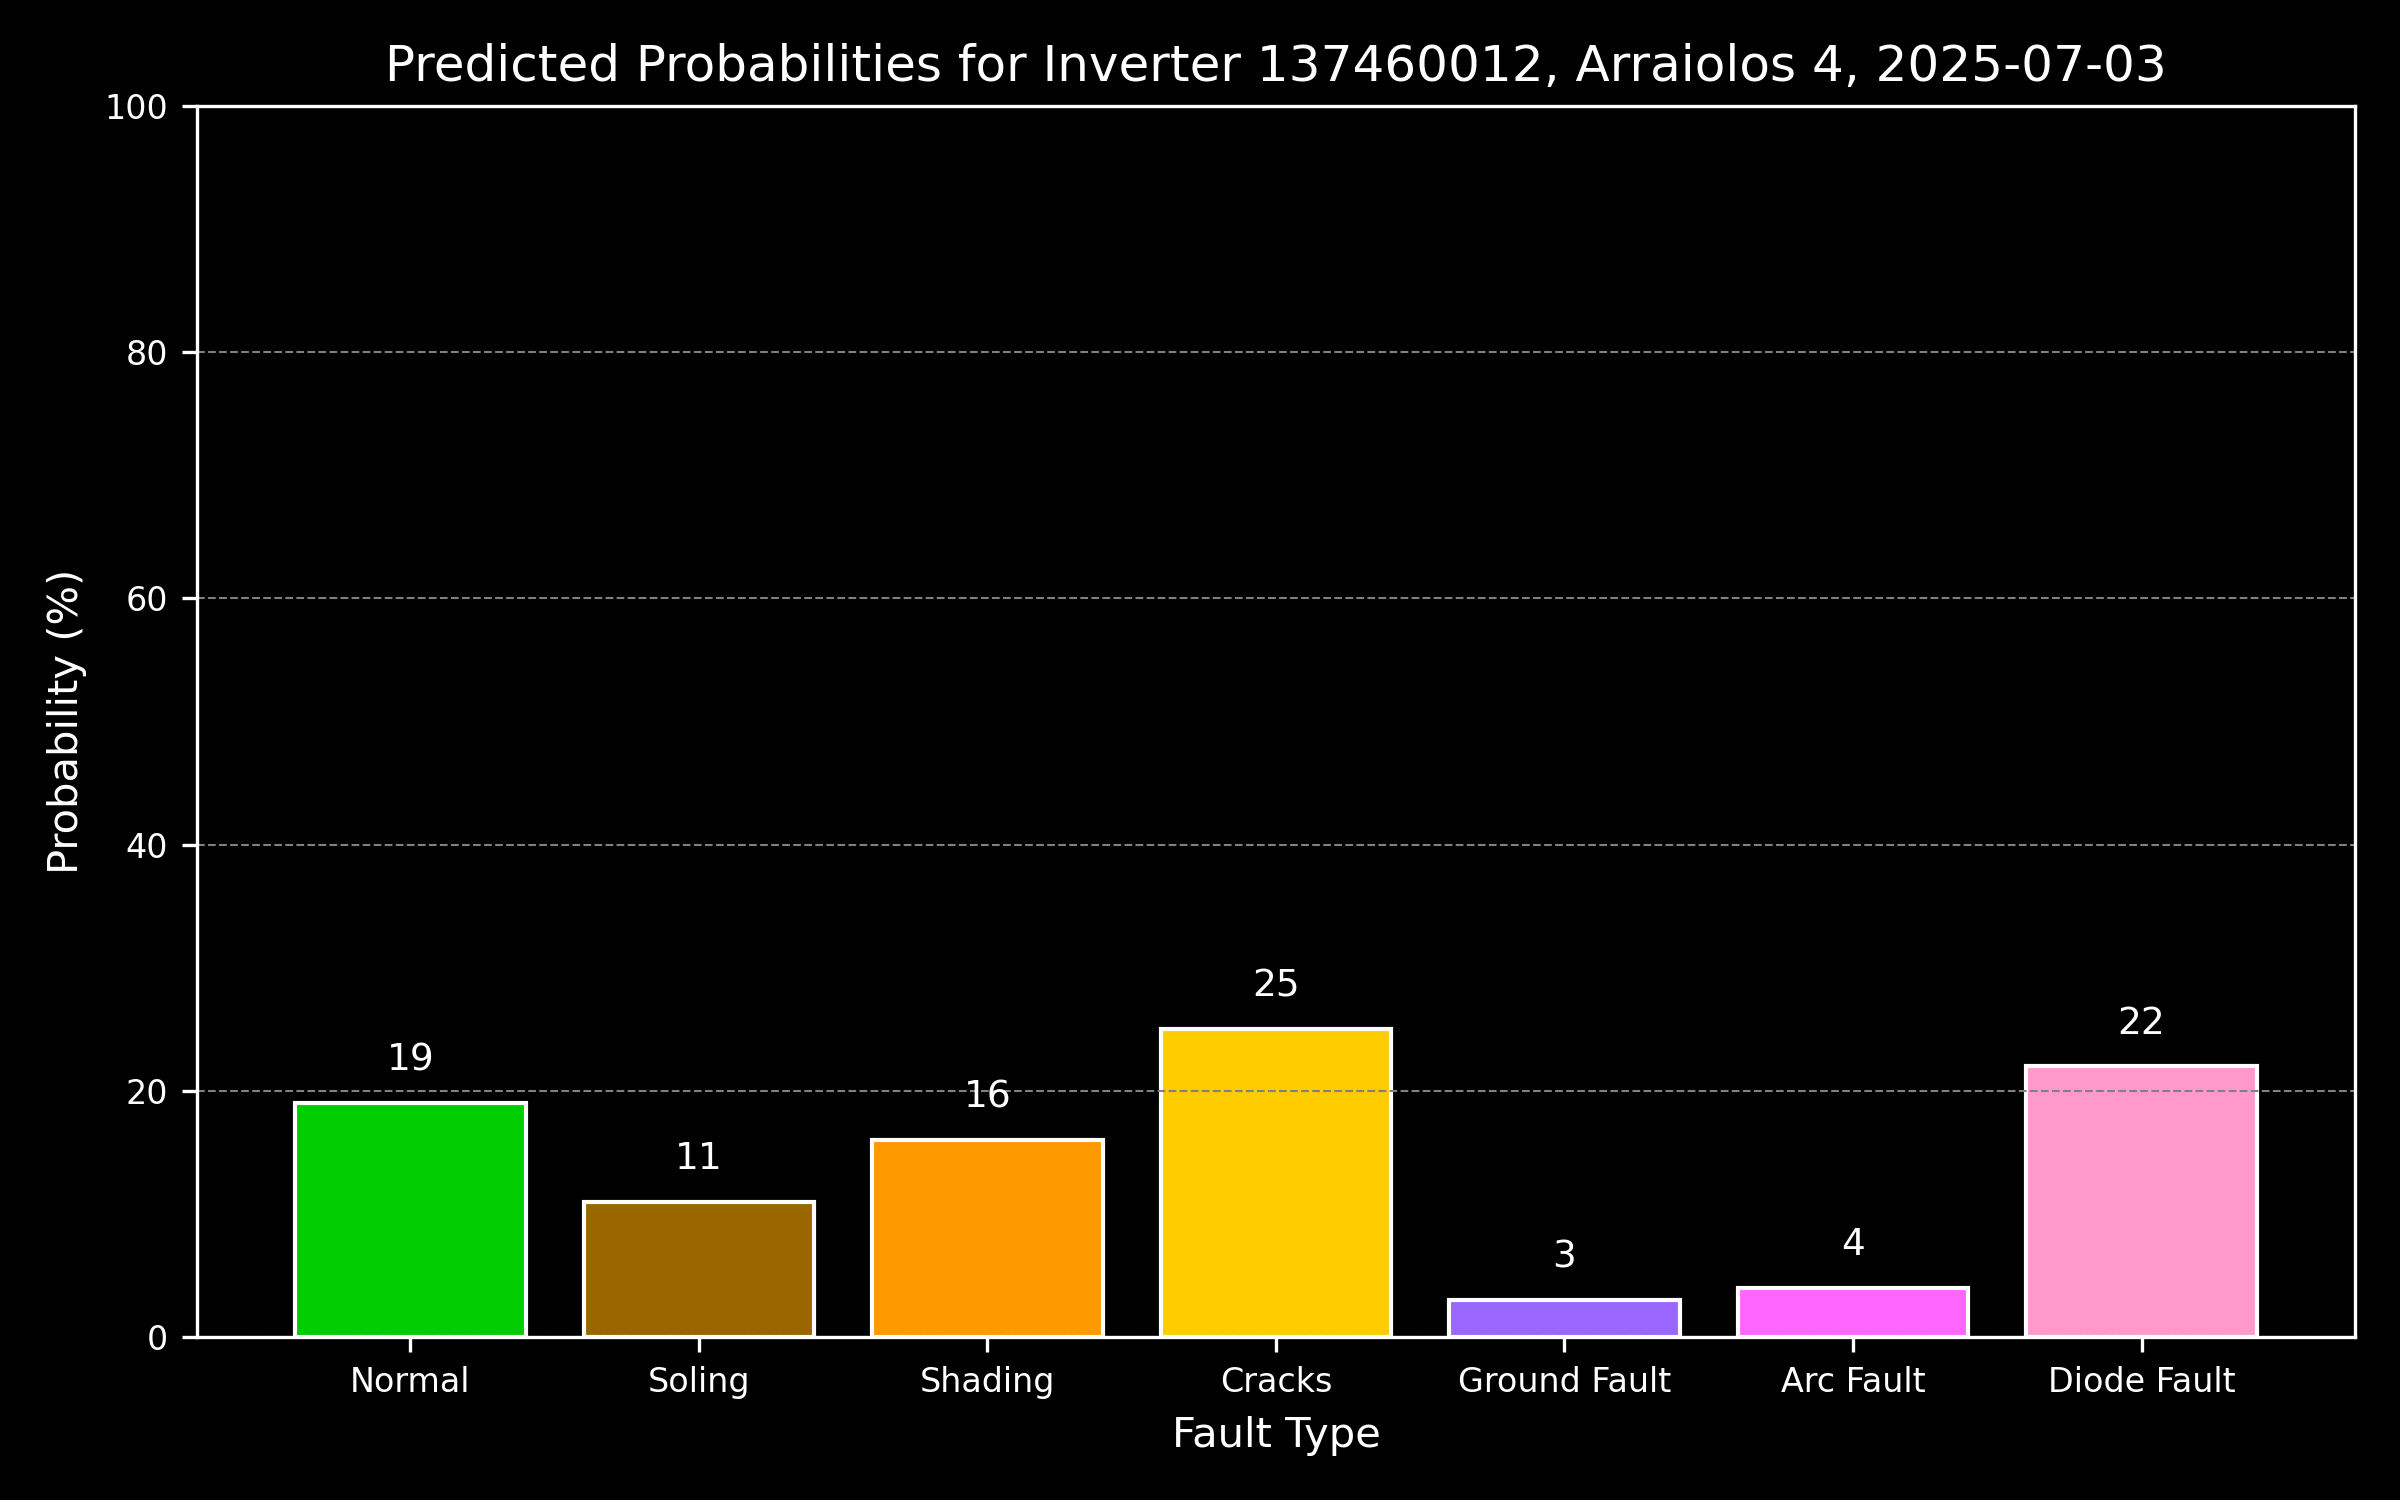 Predicted Probabilities for Inverter 137460012, Arraiolos 4, 2025-07-03
100
80
60
40
20
0
Probability (%)
19
11
16
25
3
4
22
Normal
Soling
Shading
Cracks
Ground Fault
Arc Fault
Diode Fault
Fault Type